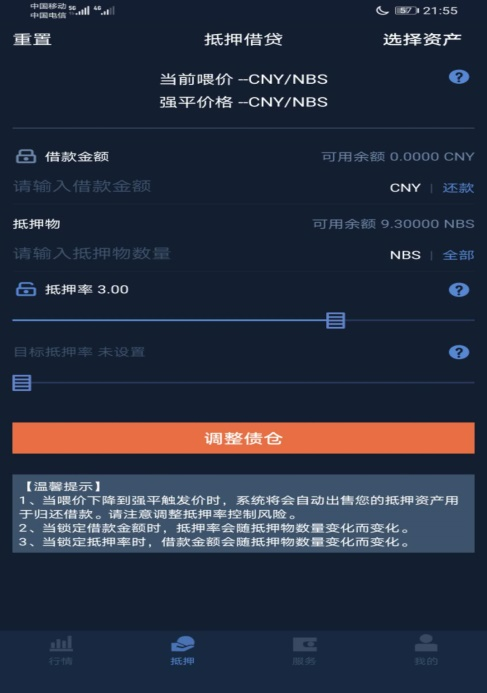 中国移动 5G 4G
中国电信 57 21:55
重置 抵押借贷 选择资产
当前喂价 --CNY/NBS ?
强平价格 --CNY/NBS
借款金额 可用余额 0.0000 CNY
请输入借款金额 CNY | 还款
抵押物 可用余额 9.30000 NBS
请输入抵押物数量 NBS | 全部
抵押率 3.00 ?
目标抵押率 未设置 ?
调整债仓
【温馨提示】
1、当喂价下降到强平触发价时，系统将会自动出售您的抵押资产用
于归还借款。请注意调整抵押率控制风险。
2、当锁定借款金额时，抵押率会随抵押物数量变化而变化。
3、当锁定抵押率时，借款金额会随抵押物数量变化而变化。
行情 抵押 服务 我的